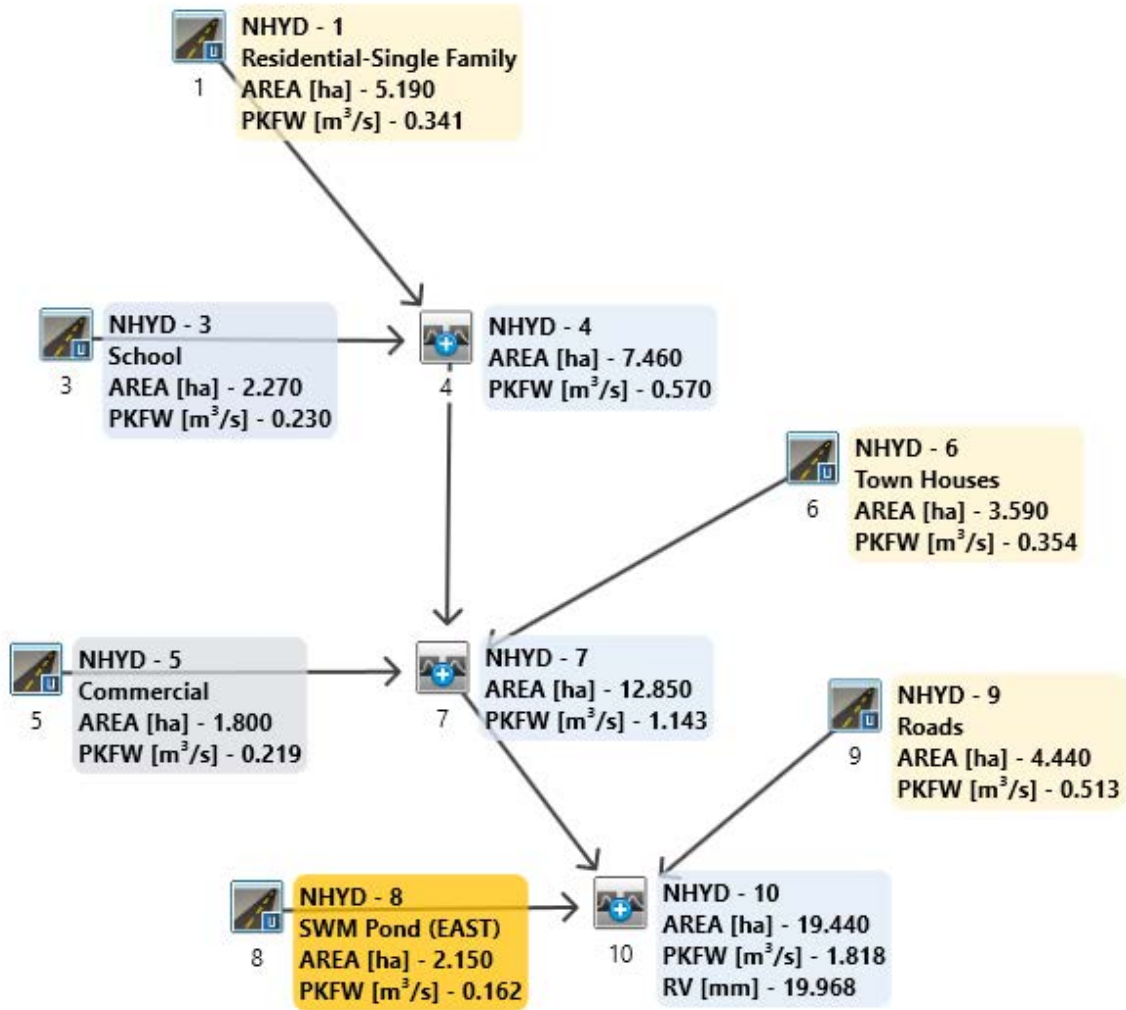 NHYD - 1
Residential-Single Family
AREA [ha] - 5.190
PKFW [m³/s] - 0.341
U
1
NHYD - 3
School
AREA [ha] - 2.270
PKFW [m³/s] - 0.230
U
3
NHYD - 4
AREA [ha] - 7.460
PKFW [m³/s] - 0.570
4
NHYD - 6
Town Houses
AREA [ha] - 3.590
PKFW [m³/s] - 0.354
U
6
NHYD - 5
Commercial
AREA [ha] - 1.800
PKFW [m³/s] - 0.219
U
5
NHYD - 7
AREA [ha] - 12.850
PKFW [m³/s] - 1.143
7
NHYD - 9
Roads
AREA [ha] - 4.440
PKFW [m³/s] - 0.513
U
9
NHYD - 8
SWM Pond (EAST)
AREA [ha] - 2.150
PKFW [m³/s] - 0.162
U
8
NHYD - 10
AREA [ha] - 19.440
PKFW [m³/s] - 1.818
RV [mm] - 19.968
10